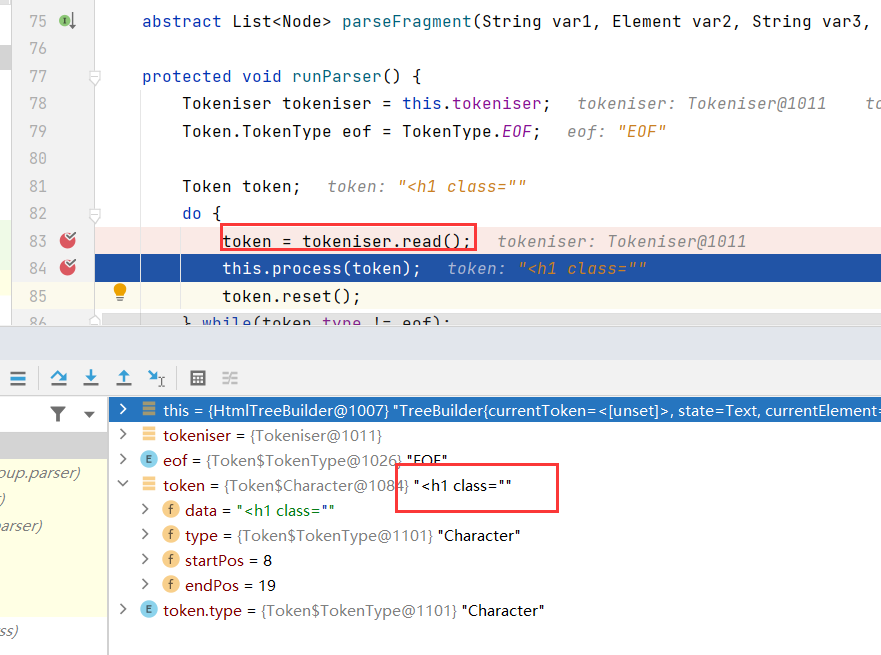 75 abstract List<Node> parseFragment(String var1, Element var2, String var3,
76
77 protected void runParser() {
78 Tokeniser tokeniser = this.tokeniser; tokeniser: Tokeniser@1011
79 Token.TokenType eof = TokenType.EOF; eof: "EOF"
80
81 Token token; token: "<h1 class=""
82 do {
83 token = tokeniser.read(); tokeniser: Tokeniser@1011
84 this.process(token); token: "<h1 class=""
85 token.reset();
86 } while(token.type != eof);
this = {HtmlTreeBuilder@1007} "TreeBuilder{currentToken=<[unset]>, state=Text, currentElement=
tokeniser = {Tokeniser@1011}
eof = {Token$TokenType@1026} "EOF"
oup.parser)
token = {Token$Character@1084} "<h1 class=""
)
f data = "<h1 class=""
arser)
f type = {Token$TokenType@1101} "Character"
f startPos = 8
f endPos = 19
E token.type = {Token$TokenType@1101} "Character"
ss)